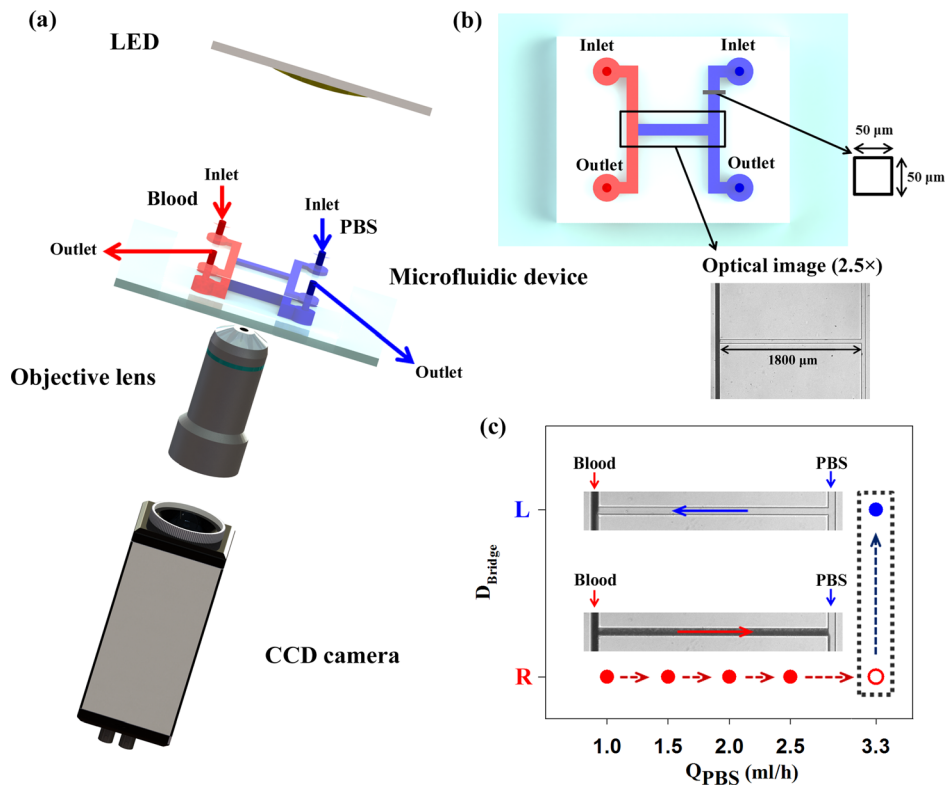 (a)
LED
Inlet
Blood
Inlet
PBS
Outlet
Microfluidic device
Outlet
Objective lens
CCD camera
(b)
Inlet
Inlet
Outlet
Outlet
50 μm
50 μm
Optical image (2.5×)
1800 μm
(c)
Blood
PBS
L
Blood
PBS
R
D_Bridge
1.0
1.5
2.0
2.5
3.3
Q_PBS (ml/h)